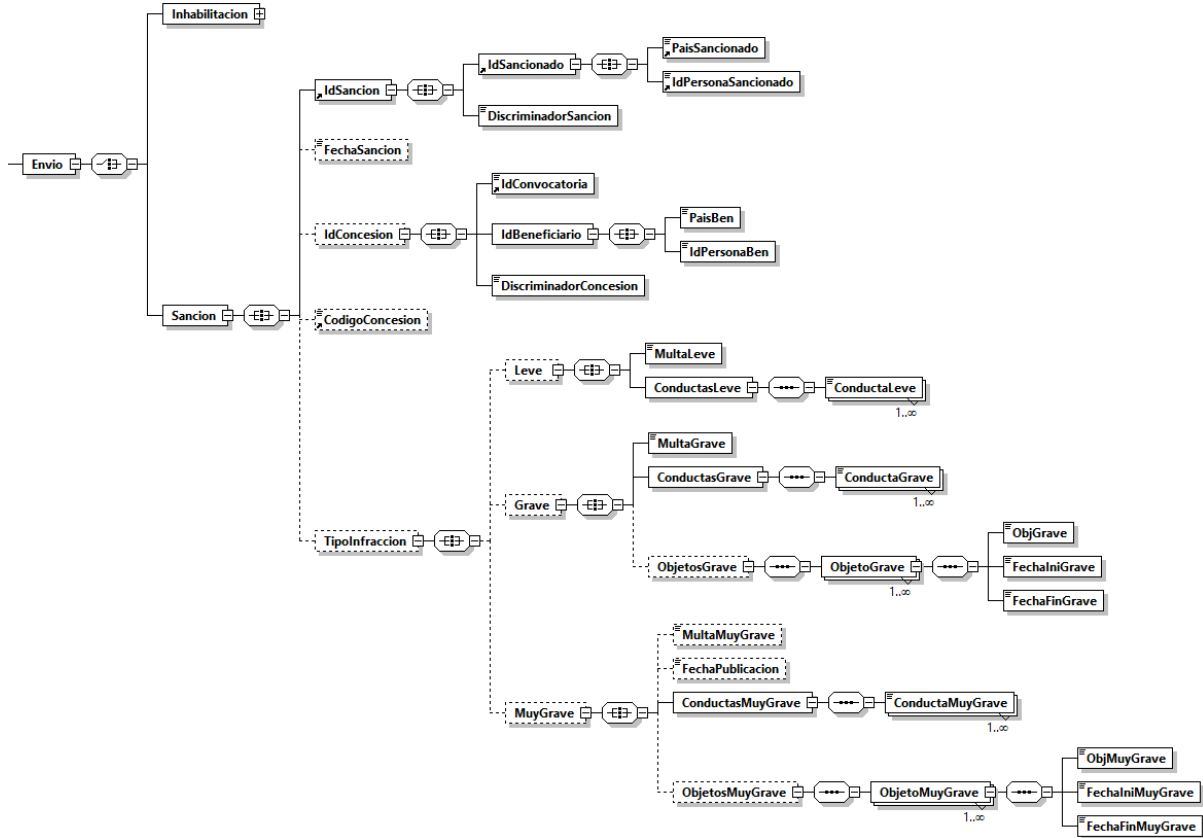 Inhabilitacion
PaisSancionado
IdSancionado
IdPersonaSancionado
IdSancion
DiscriminadorSancion
FechaSancion
Envio
IdConvocatoria
PaisBen
IdConcesion
IdBeneficiario
IdPersonaBen
DiscriminadorConcesion
Sancion
CodigoConcesion
MultaLeve
Leve
ConductasLeve
ConductaLeve
1..∞
MultaGrave
ConductasGrave
ConductaGrave
1..∞
Grave
ObjGrave
TipoInfraccion
ObjetosGrave
ObjetoGrave
FechaIniGrave
1..∞
FechaFinGrave
MultaMuyGrave
FechaPublicacion
ConductasMuyGrave
ConductaMuyGrave
MuyGrave
1..∞
ObjMuyGrave
ObjetosMuyGrave
ObjetoMuyGrave
FechaIniMuyGrave
1..∞
FechaFinMuyGrave